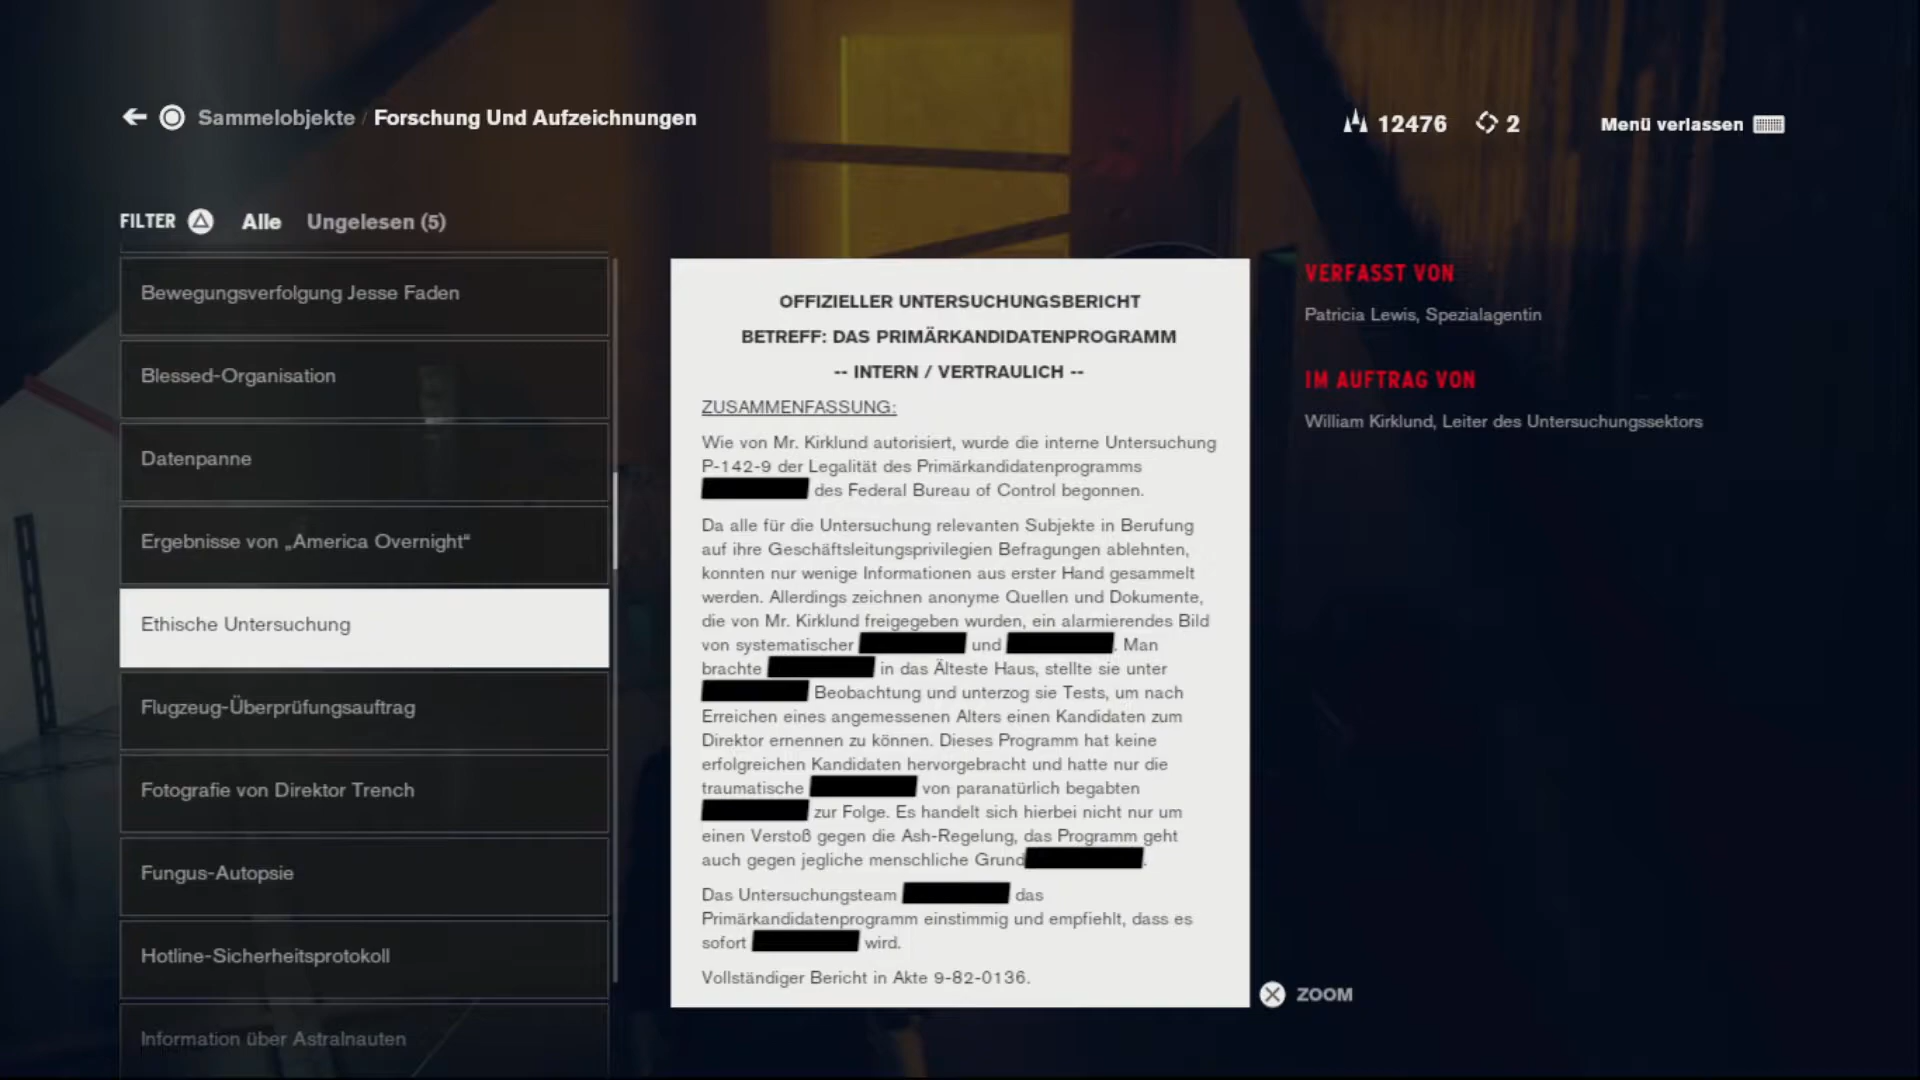 Sammelobjekte / Forschung Und Aufzeichnungen
12476
2
Menü verlassen
FILTER
Alle
Ungelesen (5)
Bewegungsverfolgung Jesse Faden
Blessed-Organisation
Datenpanne
Ergebnisse von „America Overnight“
Ethische Untersuchung
Flugzeug-Überprüfungsauftrag
Fotografie von Direktor Trench
Fungus-Autopsie
Hotline-Sicherheitsprotokoll
Information über Astralnauten
OFFIZIELLER UNTERSUCHUNGSBERICHT
BETREFF: DAS PRIMÄRKANDIDATENPROGRAMM
-- INTERN / VERTRAULICH --
ZUSAMMENFASSUNG:
Wie von Mr. Kirklund autorisiert, wurde die interne Untersuchung
P-142-9 der Legalität des Primärkandidatenprogramms
des Federal Bureau of Control begonnen.
Da alle für die Untersuchung relevanten Subjekte in Berufung
auf ihre Geschäftsleitungsprivilegien Befragungen ablehnten,
konnten nur wenige Informationen aus erster Hand gesammelt
werden. Allerdings zeichnen anonyme Quellen und Dokumente,
die von Mr. Kirklund freigegeben wurden, ein alarmierendes Bild
von systematischer und . Man
brachte in das Älteste Haus, stellte sie unter
Beobachtung und unterzog sie Tests, um nach
Erreichen eines angemessenen Alters einen Kandidaten zum
Direktor ernennen zu können. Dieses Programm hat keine
erfolgreichen Kandidaten hervorgebracht und hatte nur die
traumatische von paranatürlich begabten
zur Folge. Es handelt sich hierbei nicht nur um
einen Verstoß gegen die Ash-Regelung, das Programm geht
auch gegen jegliche menschliche Grund .
Das Untersuchungsteam das
Primärkandidatenprogramm einstimmig und empfiehlt, dass es
sofort wird.
Vollständiger Bericht in Akte 9-82-0136.
VERFASST VON
Patricia Lewis, Spezialagentin
IM AUFTRAG VON
William Kirklund, Leiter des Untersuchungssektors
ZOOM